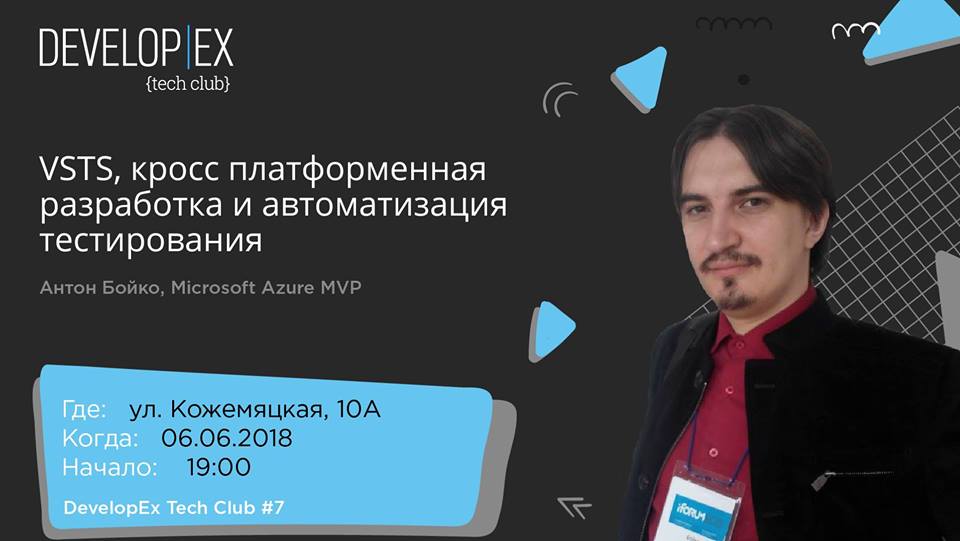 DEVELOP|EX
{tech club}
VSTS, кросс платформенная
разработка и автоматизация
тестирования
Антон Бойко, Microsoft Azure MVP
Где: ул. Кожемяцкая, 10А
Когда: 06.06.2018
Начало: 19:00
DevelopEx Tech Club #7
iFORUM